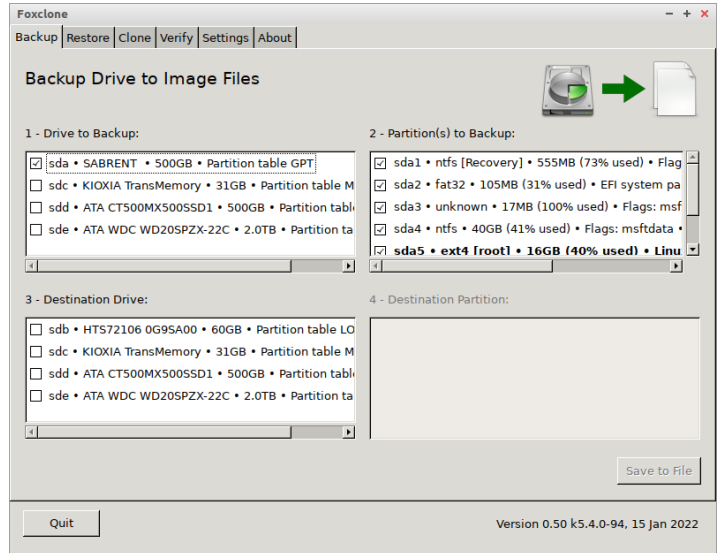 Foxclone
Backup Restore Clone Verify Settings About
Backup Drive to Image Files
1 - Drive to Backup:
sda • SABRENT • 500GB • Partition table GPT
sdc • KIOXIA TransMemory • 31GB • Partition table M
sdd • ATA CT500MX500SSD1 • 500GB • Partition tabl
sde • ATA WDC WD20SPZX-22C • 2.0TB • Partition ta
2 - Partition(s) to Backup:
sda1 • ntfs [Recovery] • 555MB (73% used) • Flag
sda2 • fat32 • 105MB (31% used) • EFI system pa
sda3 • unknown • 17MB (100% used) • Flags: msf
sda4 • ntfs • 40GB (41% used) • Flags: msftdata •
sda5 • ext4 [root] • 16GB (40% used) • Linu
3 - Destination Drive:
sdb • HTS72106 0G9SA00 • 60GB • Partition table LO
sdc • KIOXIA TransMemory • 31GB • Partition table M
sdd • ATA CT500MX500SSD1 • 500GB • Partition tabl
sde • ATA WDC WD20SPZX-22C • 2.0TB • Partition ta
4 - Destination Partition:
Save to File
Quit
Version 0.50 k5.4.0-94, 15 Jan 2022